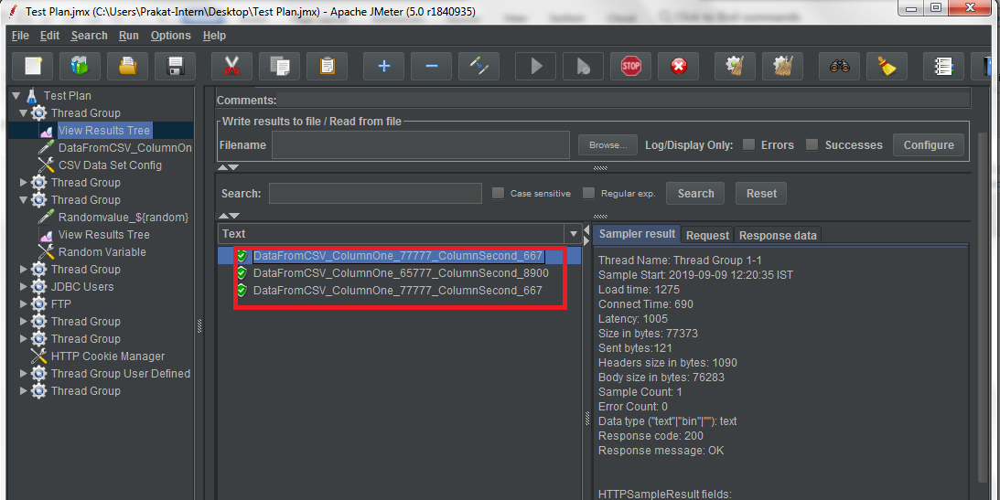 Test Plan.jmx (C:\Users\Prakat-Intern\Desktop\Test Plan.jmx) - Apache JMeter (5.0 r1840935)
File Edit Search Run Options Help
STOP
Test Plan
Thread Group
View Results Tree
DataFromCSV_ColumnOn
CSV Data Set Config
Thread Group
Thread Group
Randomvalue_${random}
View Results Tree
Random Variable
Thread Group
JDBC Users
FTP
Thread Group
Thread Group
HTTP Cookie Manager
Thread Group User Defined
Thread Group
Comments:
Write results to file / Read from file
Filename Browse... Log/Display Only: Errors Successes Configure
Search: Case sensitive Regular exp. Search Reset
Text
DataFromCSV_ColumnOne_77777_ColumnSecond_667
DataFromCSV_ColumnOne_65777_ColumnSecond_8900
DataFromCSV_ColumnOne_77777_ColumnSecond_667
Sampler result Request Response data
Thread Name: Thread Group 1-1
Sample Start: 2019-09-09 12:20:35 IST
Load time: 1275
Connect Time: 690
Latency: 1005
Size in bytes: 77373
Sent bytes:121
Headers size in bytes: 1090
Body size in bytes: 76283
Sample Count: 1
Error Count: 0
Data type ("text"|"bin"|""): text
Response code: 200
Response message: OK
HTTPSampleResult fields: